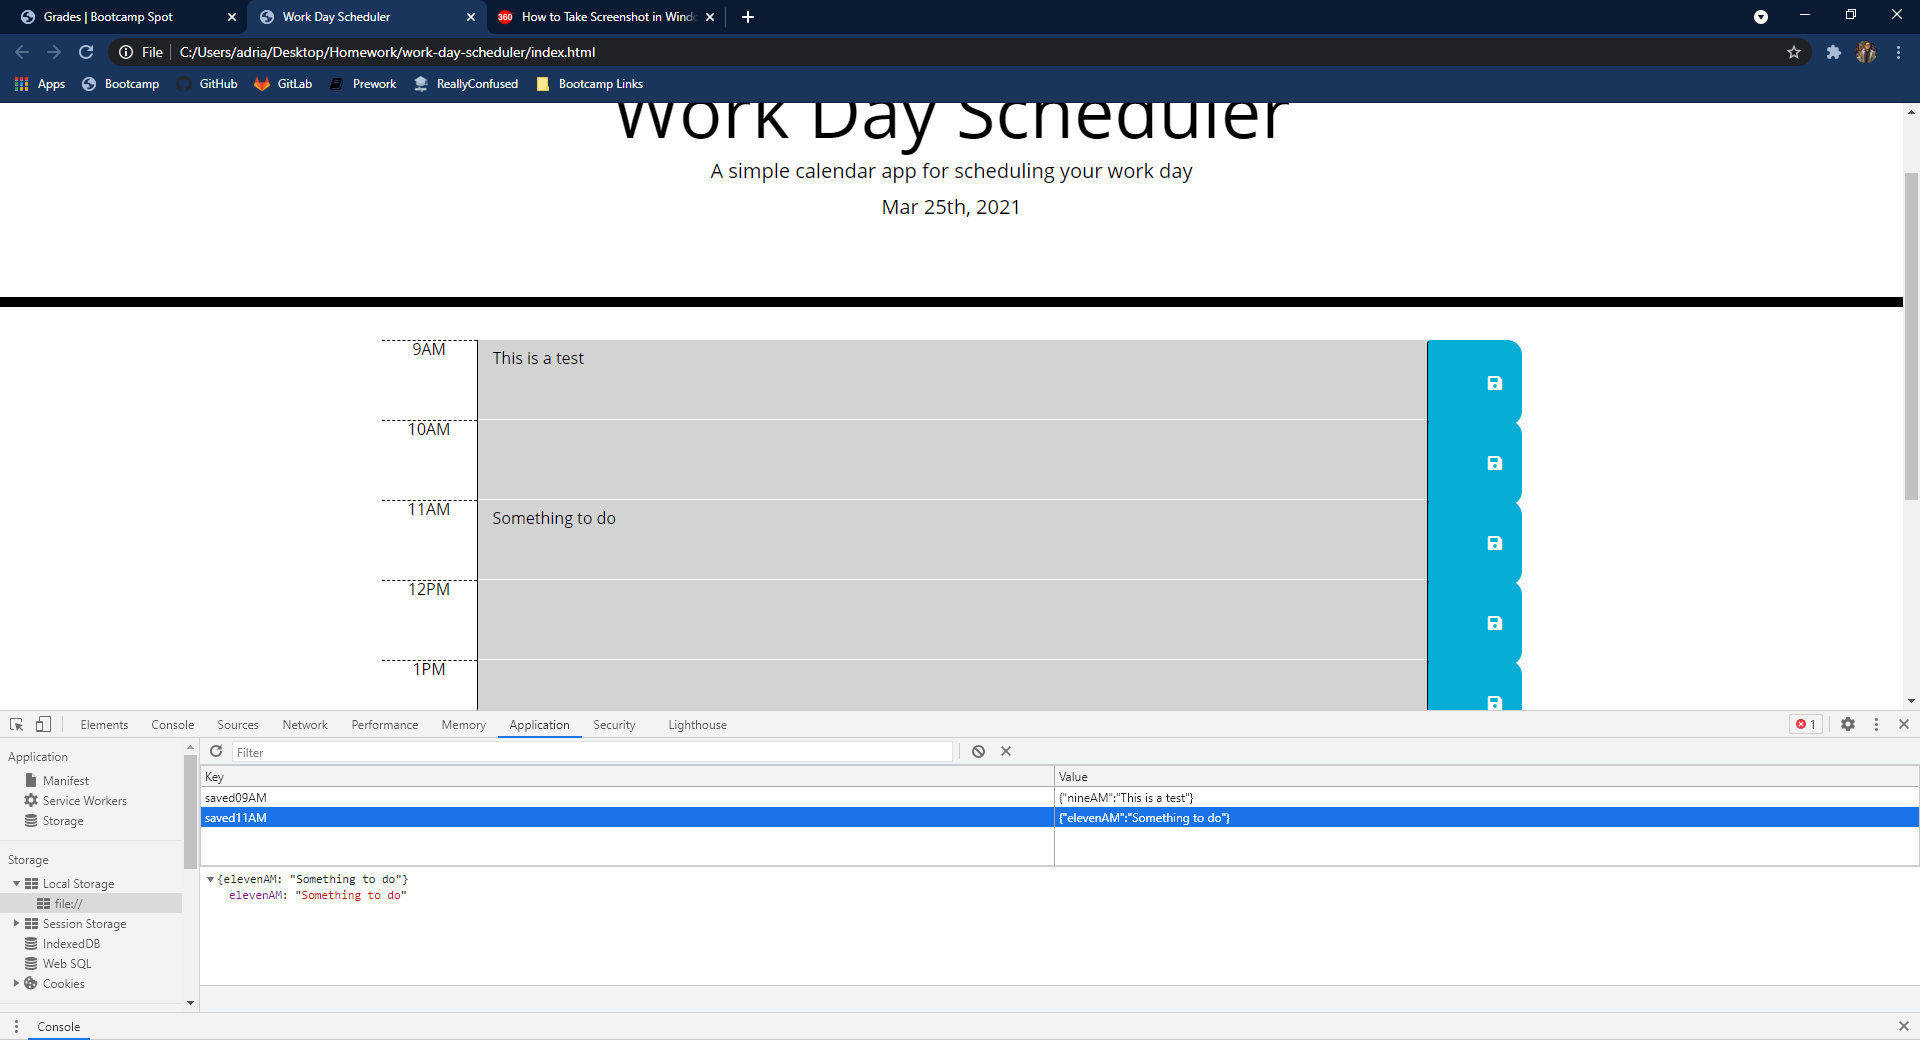 Grades | Bootcamp Spot
Work Day Scheduler
360 How to Take Screenshot in Windo
File C:/Users/adria/Desktop/Homework/work-day-scheduler/index.html
Apps Bootcamp GitHub GitLab Prework ReallyConfused Bootcamp Links
Work Day Scheduler
A simple calendar app for scheduling your work day
Mar 25th, 2021
9AM This is a test
10AM
11AM Something to do
12PM
1PM
Elements Console Sources Network Performance Memory Application Security Lighthouse 1
Application
Manifest
Service Workers
Storage
Storage
Local Storage
file://
Session Storage
IndexedDB
Web SQL
Cookies
Filter
Key Value
saved09AM {"nineAM":"This is a test"}
saved11AM {"elevenAM":"Something to do"}
{elevenAM: "Something to do"}
elevenAM: "Something to do"
Console